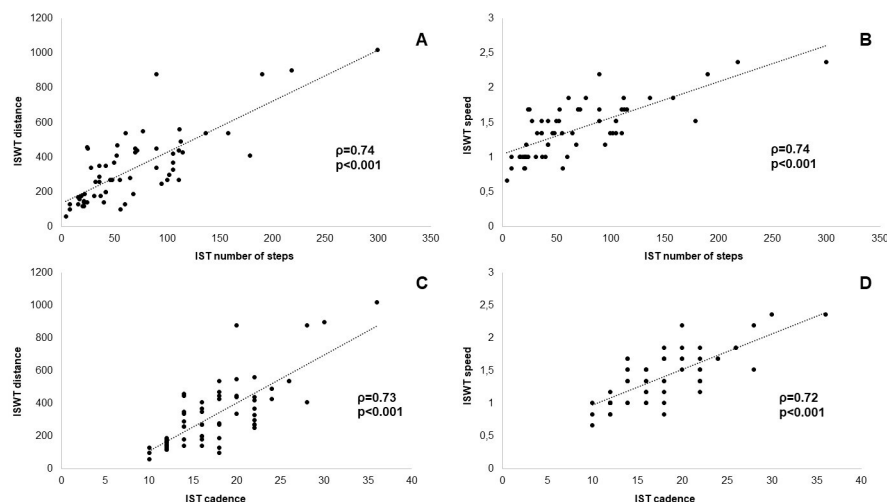 A
1200
1000
800
600
400
200
0
0 50 100 150 200 250 300 350
ISWT distance
IST number of steps
ρ=0.74
p<0.001
B
3
2,5
2
1,5
1
0,5
0
0 50 100 150 200 250 300 350
ISWT speed
IST number of steps
ρ=0.74
p<0.001
C
1200
1000
800
600
400
200
0
0 5 10 15 20 25 30 35 40
ISWT distance
IST cadence
ρ=0.73
p<0.001
D
3
2,5
2
1,5
1
0,5
0
0 5 10 15 20 25 30 35 40
ISWT speed
IST cadence
ρ=0.72
p<0.001